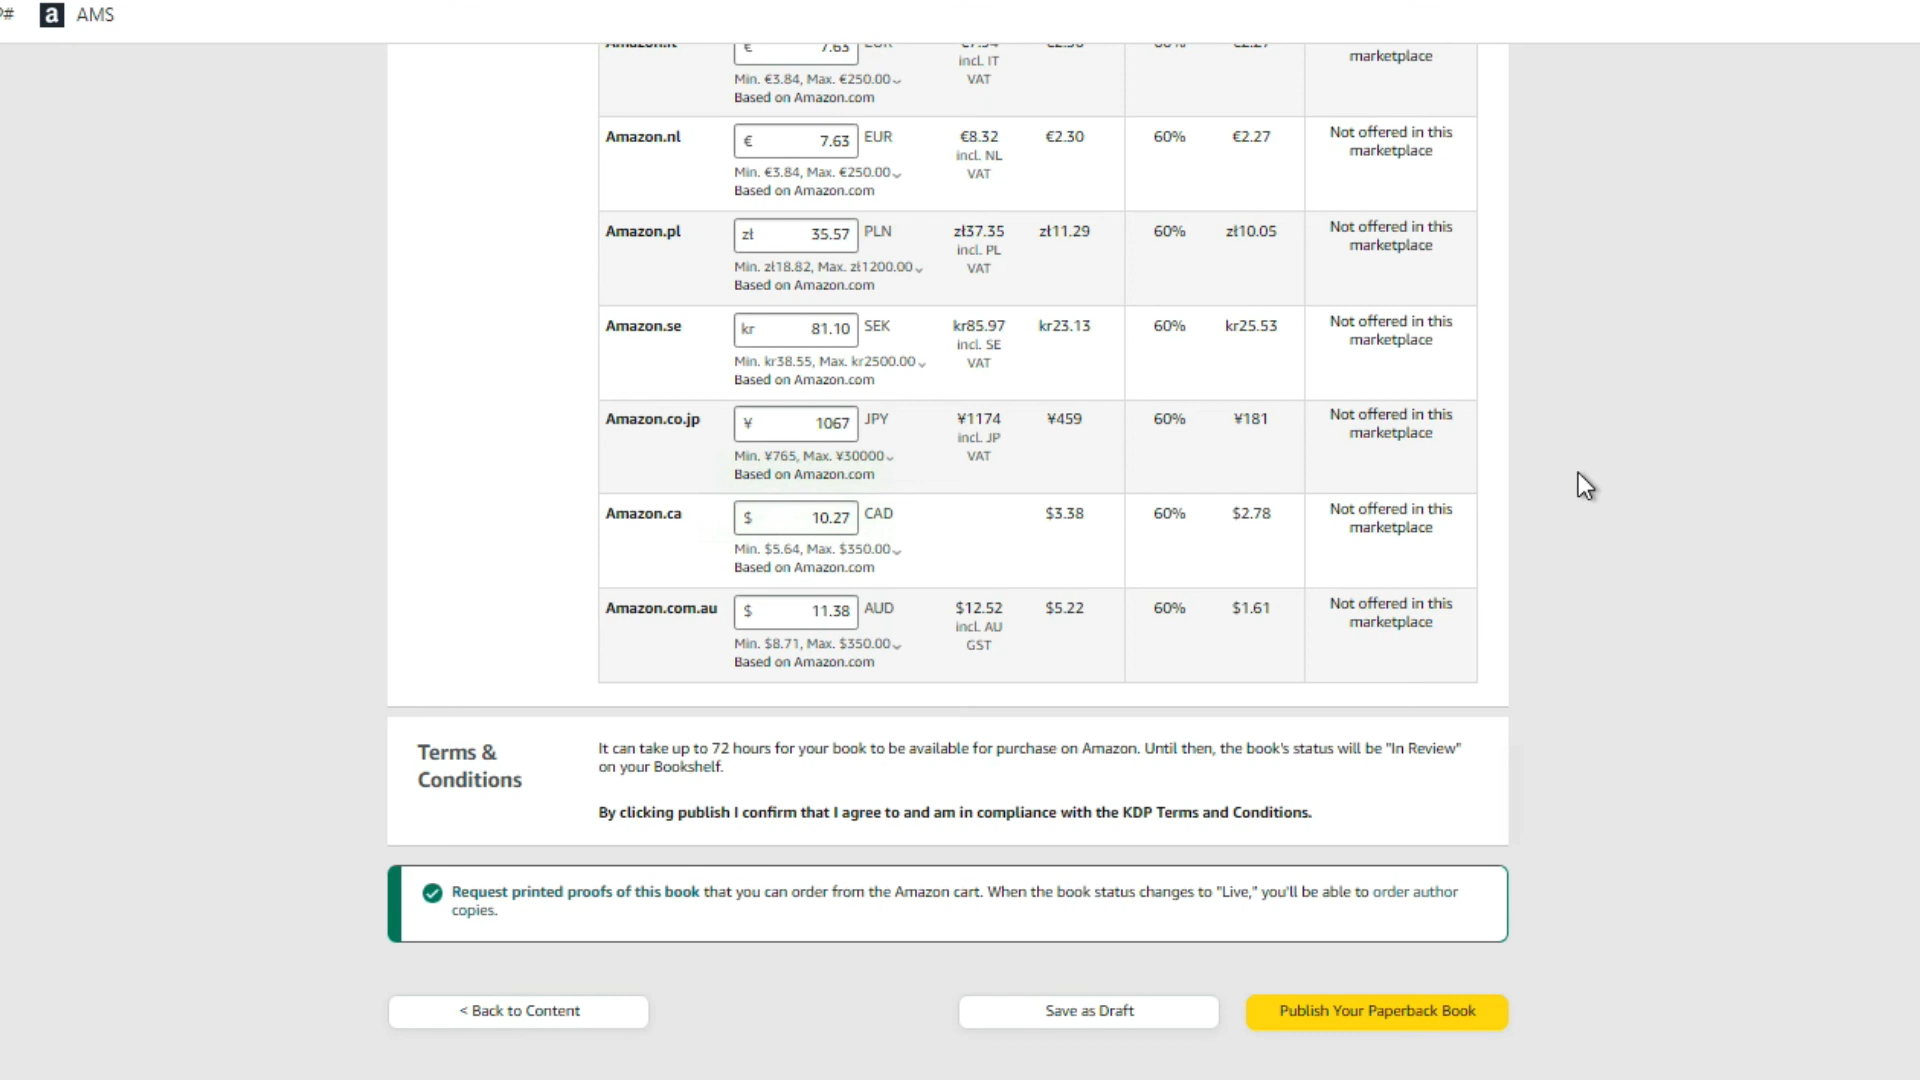 P# a AMS
Amazon.it € 7.63 EUR €7.94 €2.30 60% €2.27
incl. IT marketplace
Min. €3.84, Max. €250.00 VAT
Based on Amazon.com
Amazon.nl € 7.63 EUR €8.32 €2.30 60% €2.27 Not offered in this
incl. NL marketplace
Min. €3.84, Max. €250.00 VAT
Based on Amazon.com
Amazon.pl zł 35.57 PLN zł37.35 zł11.29 60% zł10.05 Not offered in this
incl. PL marketplace
Min. zł18.82, Max. zł1200.00 VAT
Based on Amazon.com
Amazon.se kr 81.10 SEK kr85.97 kr23.13 60% kr25.53 Not offered in this
incl. SE marketplace
Min. kr38.55, Max. kr2500.00 VAT
Based on Amazon.com
Amazon.co.jp ¥ 1067 JPY ¥1174 ¥459 60% ¥181 Not offered in this
incl. JP marketplace
Min. ¥765, Max. ¥30000 VAT
Based on Amazon.com
Amazon.ca $ 10.27 CAD $3.38 60% $2.78 Not offered in this
marketplace
Min. $5.64, Max. $350.00
Based on Amazon.com
Amazon.com.au $ 11.38 AUD $12.52 $5.22 60% $1.61 Not offered in this
incl. AU marketplace
Min. $8.71, Max. $350.00 GST
Based on Amazon.com
Terms &
Conditions
It can take up to 72 hours for your book to be available for purchase on Amazon. Until then, the book's status will be "In Review"
on your Bookshelf.
By clicking publish I confirm that I agree to and am in compliance with the KDP Terms and Conditions.
Request printed proofs of this book that you can order from the Amazon cart. When the book status changes to "Live," you'll be able to order author
copies.
< Back to Content
Save as Draft
Publish Your Paperback Book